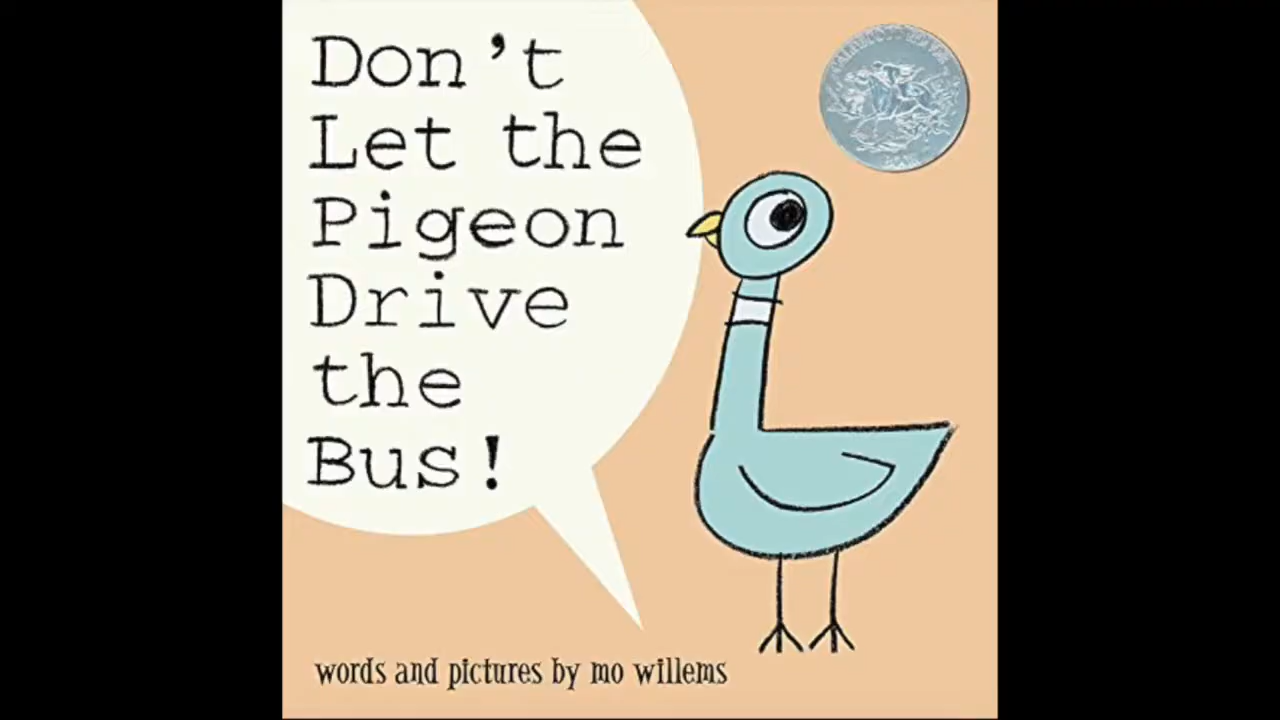 Don't
Let the
Pigeon
Drive
the
Bus!
words and pictures by mo willems